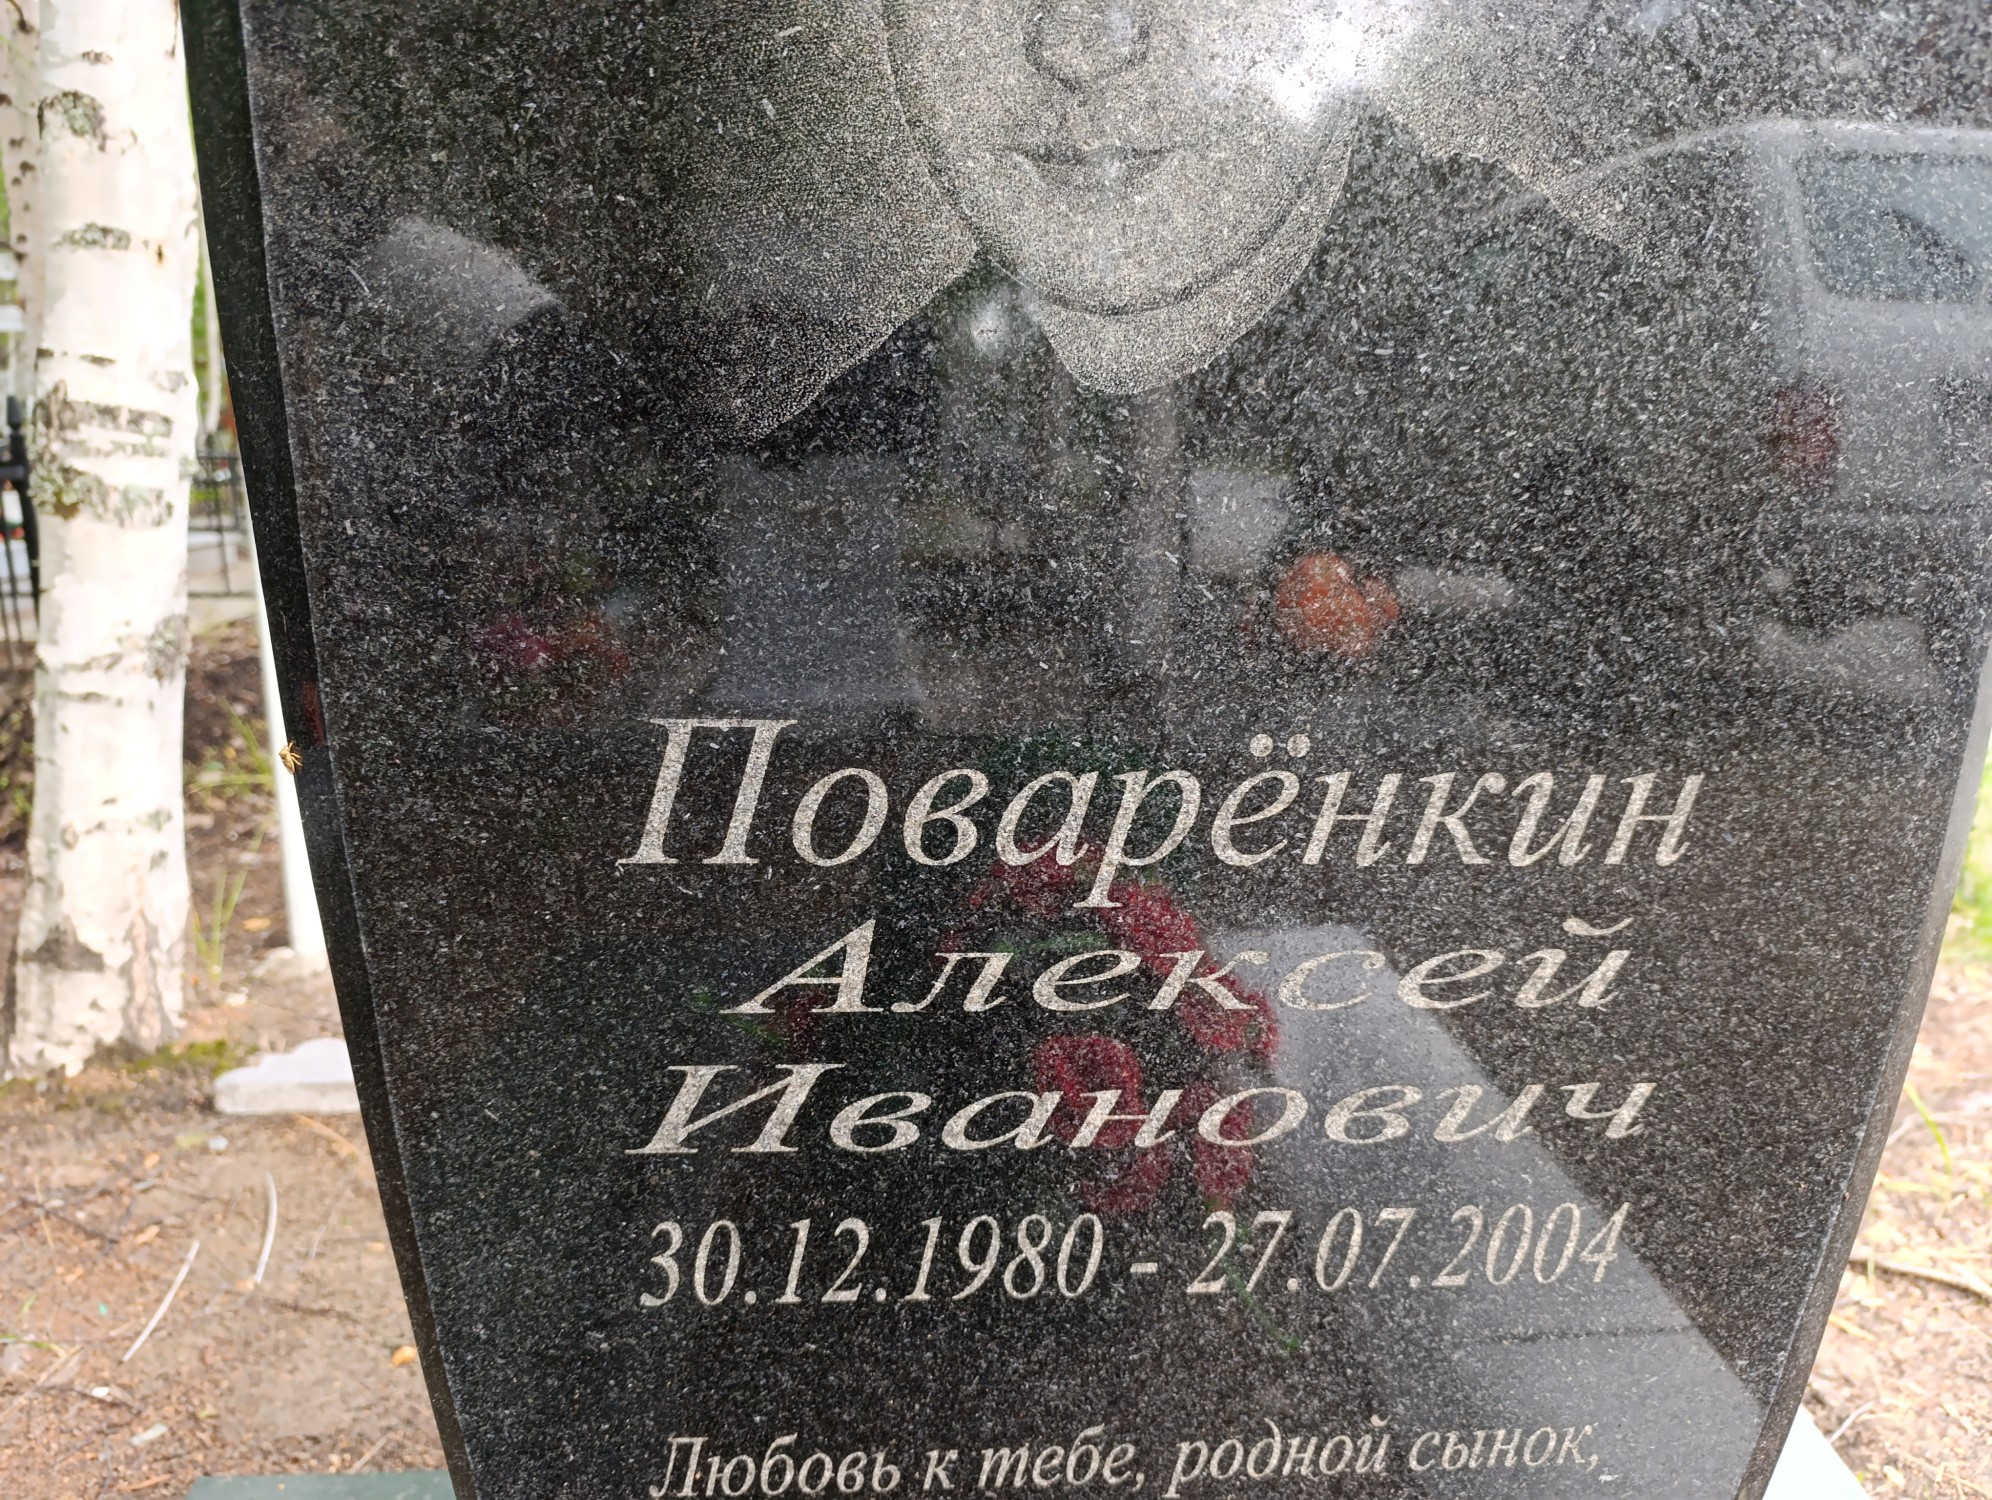 Поварёнкин
Алексей
Иванович
30.12.1980 - 27.07.2004
Любовь к тебе, родной сынок,